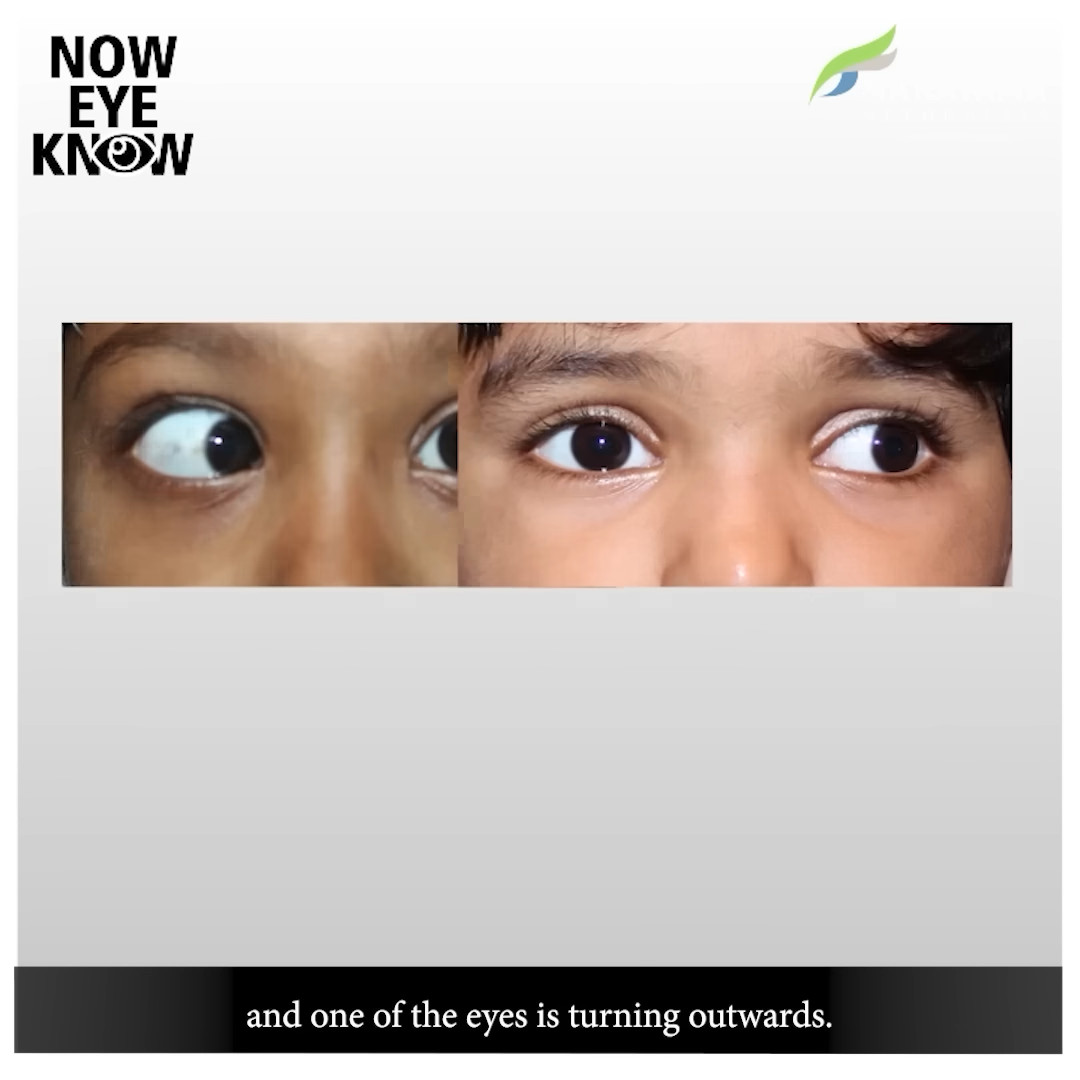 NOW
EYE
KNOW
and one of the eyes is turning outwards.